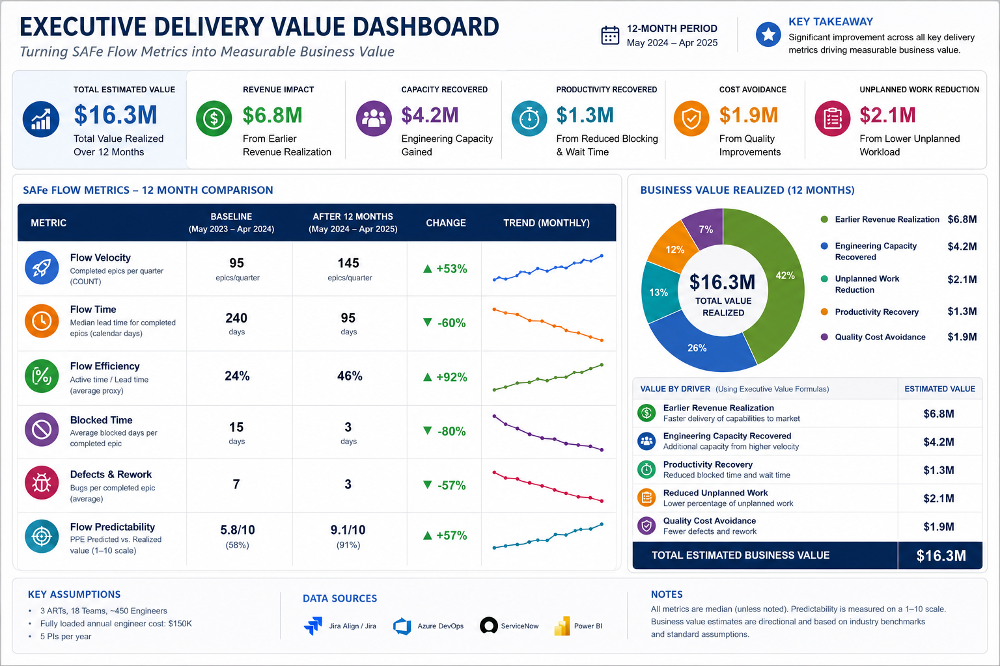 EXECUTIVE DELIVERY VALUE DASHBOARD
Turning SAFe Flow Metrics into Measurable Business Value
12-MONTH PERIOD
May 2024 – Apr 2025
KEY TAKEAWAY
Significant improvement across all key delivery
metrics driving measurable business value.
TOTAL ESTIMATED VALUE
$16.3M
Total Value Realized
Over 12 Months
REVENUE IMPACT
$6.8M
From Earlier
Revenue Realization
CAPACITY RECOVERED
$4.2M
Engineering Capacity
Gained
PRODUCTIVITY RECOVERED
$1.3M
From Reduced Blocking
& Wait Time
COST AVOIDANCE
$1.9M
From Quality
Improvements
UNPLANNED WORK REDUCTION
$2.1M
From Lower Unplanned
Workload
SAFe FLOW METRICS – 12 MONTH COMPARISON
METRIC
BASELINE
(May 2023 – Apr 2024)
AFTER 12 MONTHS
(May 2024 – Apr 2025)
CHANGE
TREND (MONTHLY)
Flow Velocity
Completed epics per quarter
(COUNT)
95
epics/quarter
145
epics/quarter
▲ +53%
Flow Time
Median lead time for completed
epics (calendar days)
240
days
95
days
▼ -60%
Flow Efficiency
Active time / Lead time
(average proxy)
24%
46%
▲ +92%
Blocked Time
Average blocked days per
completed epic
15
days
3
days
▼ -80%
Defects & Rework
Bugs per completed epic
(average)
7
3
▼ -57%
Flow Predictability
PPE Predicted vs. Realized
value (1–10 scale)
5.8/10
(58%)
9.1/10
(91%)
▲ +57%
BUSINESS VALUE REALIZED (12 MONTHS)
7%
12%
13%
26%
42%
$16.3M
TOTAL VALUE
REALIZED
Earlier Revenue Realization $6.8M
Engineering Capacity
Recovered
$4.2M
Unplanned Work
Reduction
$2.1M
Productivity Recovery $1.3M
Quality Cost Avoidance $1.9M
VALUE BY DRIVER (Using Executive Value Formulas)
ESTIMATED VALUE
Earlier Revenue Realization
Faster delivery of capabilities to market
$6.8M
Engineering Capacity Recovered
Additional capacity from higher velocity
$4.2M
Productivity Recovery
Reduced blocked time and wait time
$1.3M
Reduced Unplanned Work
Lower percentage of unplanned work
$2.1M
Quality Cost Avoidance
Fewer defects and rework
$1.9M
TOTAL ESTIMATED BUSINESS VALUE
$16.3M
KEY ASSUMPTIONS
• 3 ARTs, 18 Teams, ~450 Engineers
• Fully loaded annual engineer cost: $150K
• 5 PIs per year
DATA SOURCES
Jira Align / Jira
Azure DevOps
ServiceNow
Power BI
NOTES
All metrics are median (unless noted). Predictability is measured on a 1–10 scale.
Business value estimates are directional and based on industry benchmarks
and standard assumptions.